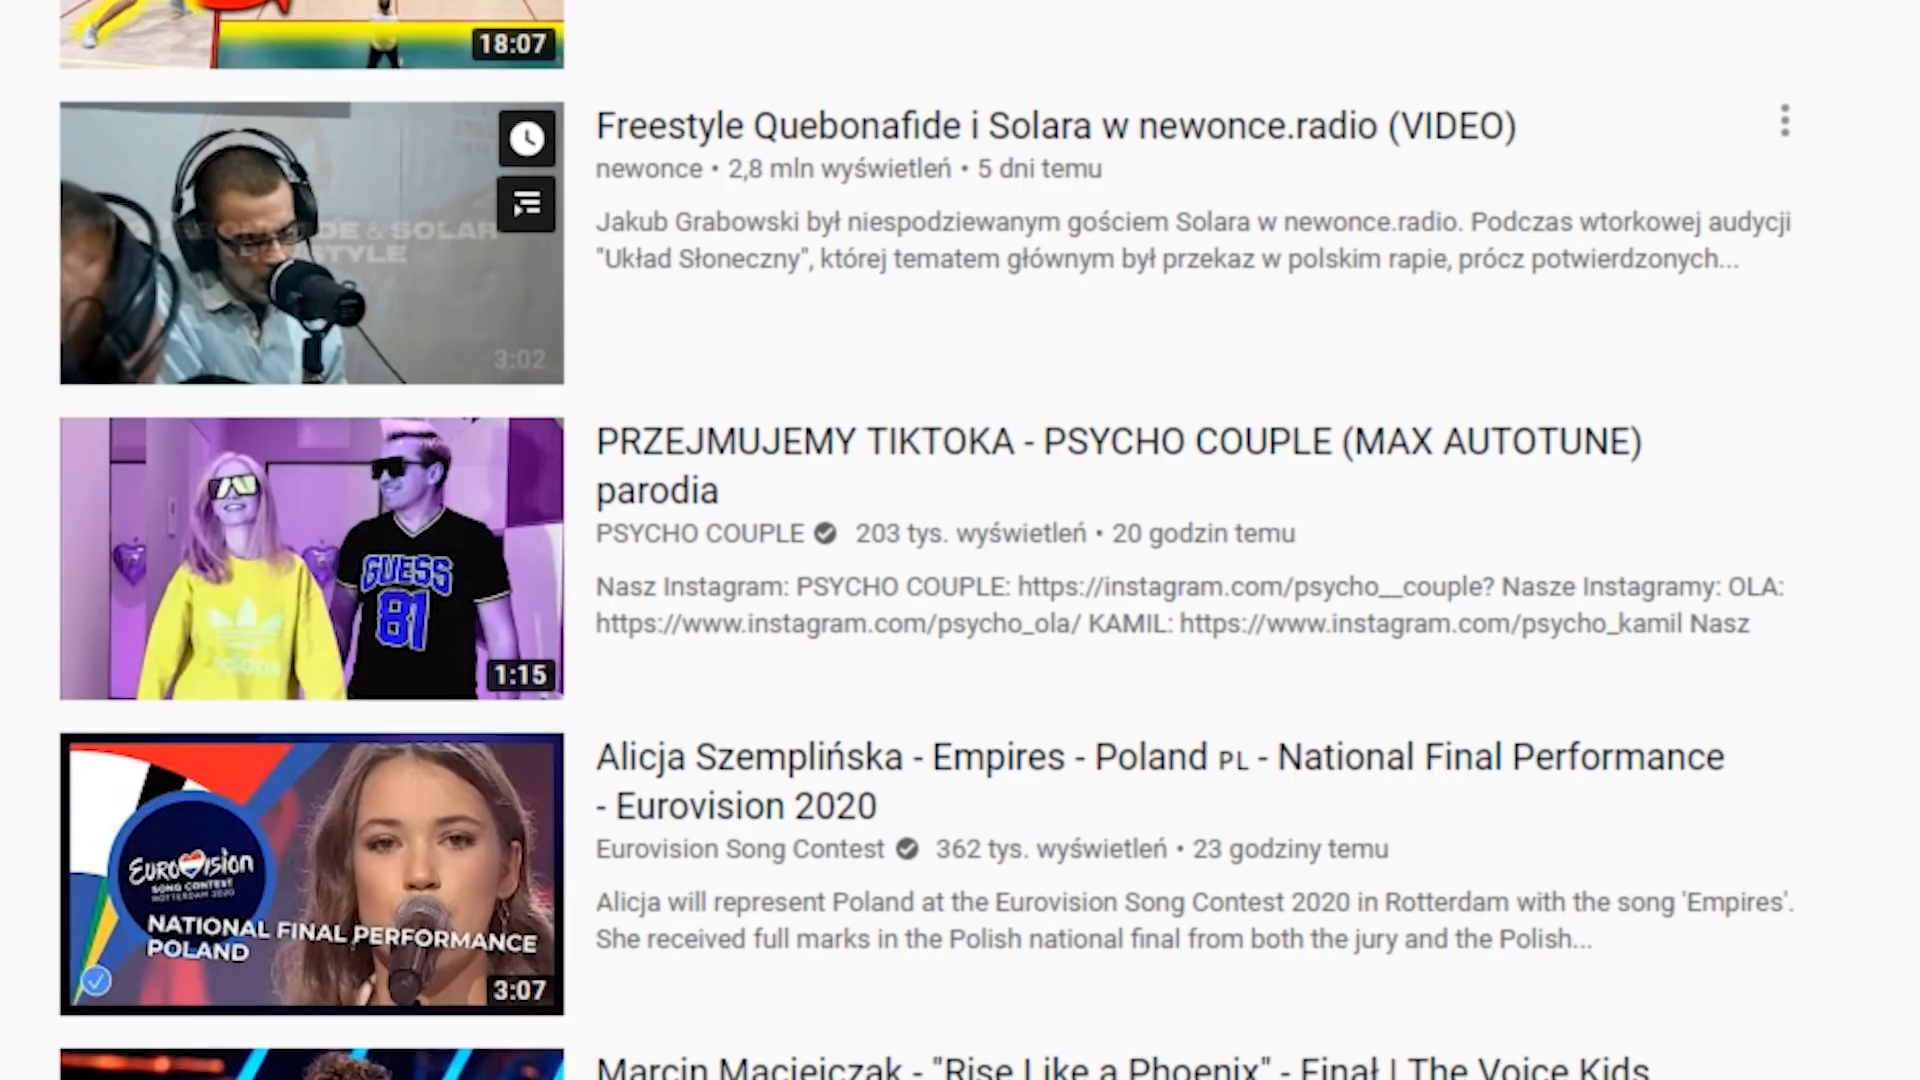 18:07
Freestyle Quebonafide i Solara w newonce.radio (VIDEO)
newonce • 2,8 mln wyświetleń • 5 dni temu
Jakub Grabowski był niespodziewanym gościem Solara w newonce.radio. Podczas wtorkowej audycji
"Układ Słoneczny", której tematem głównym był przekaz w polskim rapie, prócz potwierdzonych...
DE & SOLAR
3:02
PRZEJMUJEMY TIKTOKA - PSYCHO COUPLE (MAX AUTOTUNE)
parodia
PSYCHO COUPLE 203 tys. wyświetleń • 20 godzin temu
Nasz Instagram: PSYCHO COUPLE: https://instagram.com/psycho__couple? Nasze Instagramy: OLA:
https://www.instagram.com/psycho_ola/ KAMIL: https://www.instagram.com/psycho_kamil Nasz
GUESS
81
adidas
1:15
Alicja Szemplińska - Empires - Poland PL - National Final Performance
- Eurovision 2020
Eurovision Song Contest 362 tys. wyświetleń • 23 godziny temu
Alicja will represent Poland at the Eurovision Song Contest 2020 in Rotterdam with the song 'Empires'.
She received full marks in the Polish national final from both the jury and the Polish...
EUROVISION
SONG CONTEST
ROTTERDAM 2020
NATIONAL FINAL PERFORMANCE
POLAND
3:07
Marcin Maciejczak - "Rise Like a Phoenix" - Finał | The Voice Kids